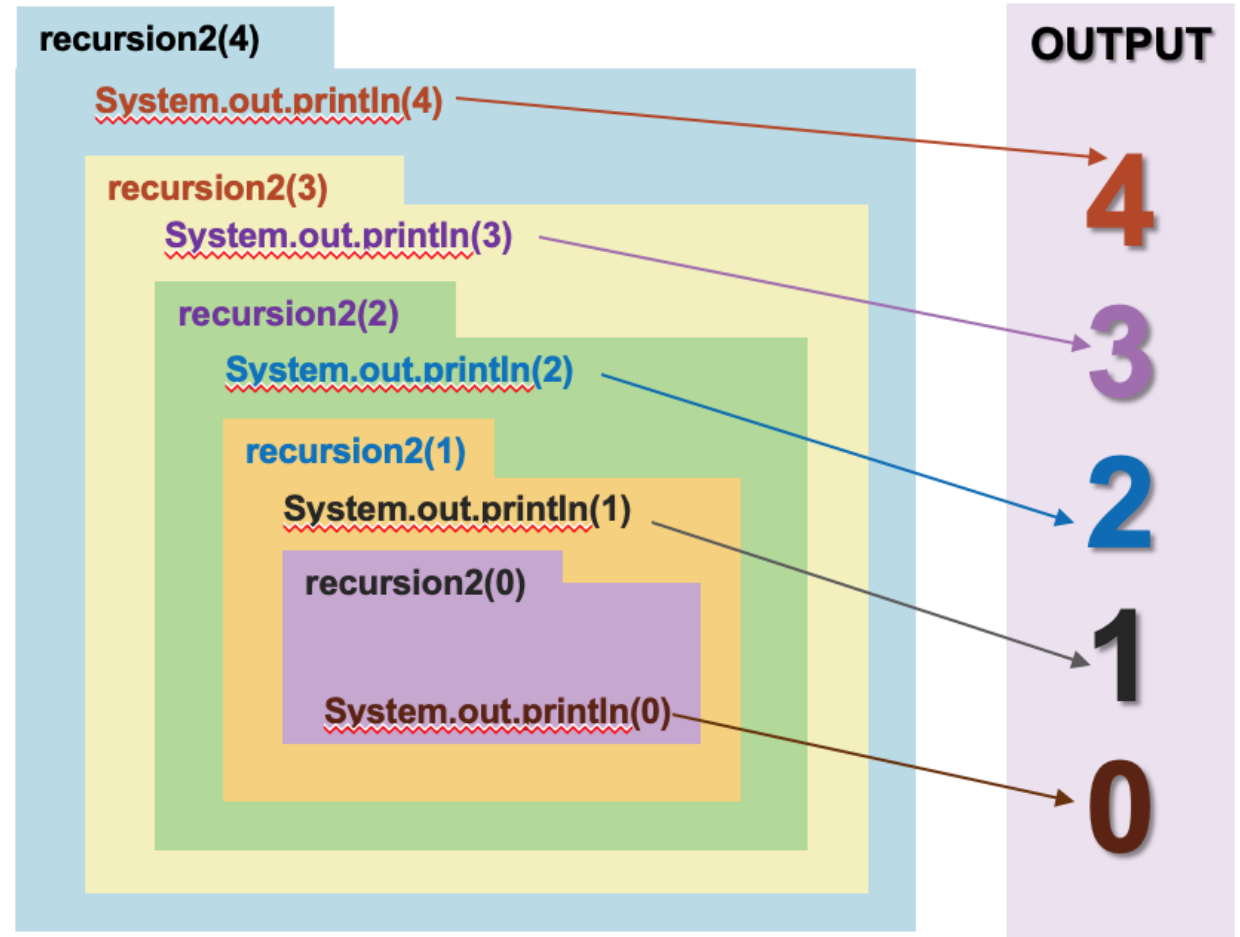 recursion2(4)
System.out.println(4)
recursion2(3)
System.out.println(3)
recursion2(2)
System.out.println(2)
recursion2(1)
System.out.println(1)
recursion2(0)
System.out.println(0)
OUTPUT
4
3
2
1
0